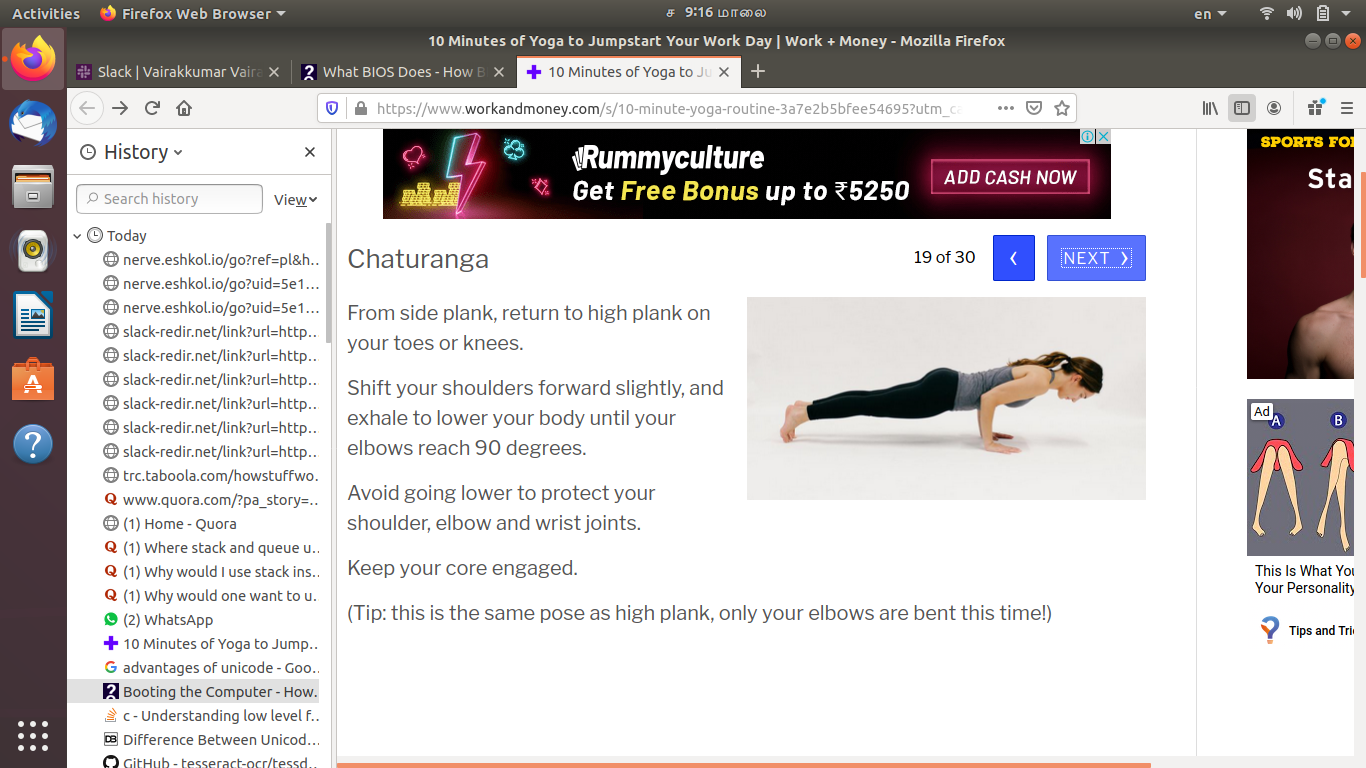 Activities
Firefox Web Browser
ச 9:16 மாலை
en
10 Minutes of Yoga to Jumpstart Your Work Day | Work + Money - Mozilla Firefox
Slack | Vairakkumar Vaira
What BIOS Does - How B
10 Minutes of Yoga to Ju
https://www.workandmoney.com/s/10-minute-yoga-routine-3a7e2b5bfee54695?utm_ca
History
Search history
View
Today
nerve.eshkol.io/go?ref=pl&h…
nerve.eshkol.io/go?uid=5e1…
nerve.eshkol.io/go?uid=5e1…
slack-redir.net/link?url=http…
slack-redir.net/link?url=http…
slack-redir.net/link?url=http…
slack-redir.net/link?url=http…
slack-redir.net/link?url=http…
slack-redir.net/link?url=http…
trc.taboola.com/howstuffwo…
www.quora.com/?pa_story=…
(1) Home - Quora
(1) Where stack and queue u…
(1) Why would I use stack ins…
(1) Why would one want to u…
(2) WhatsApp
10 Minutes of Yoga to Jump…
advantages of unicode - Goo…
Booting the Computer - How…
c - Understanding low level f…
Difference Between Unicod…
GitHub - tesseract-ocr/tessd…
Rummyculture
Get Free Bonus up to ₹5250
ADD CASH NOW
Chaturanga
19 of 30
NEXT
From side plank, return to high plank on
your toes or knees.
Shift your shoulders forward slightly, and
exhale to lower your body until your
elbows reach 90 degrees.
Avoid going lower to protect your
shoulder, elbow and wrist joints.
Keep your core engaged.
(Tip: this is the same pose as high plank, only your elbows are bent this time!)
SPORTS FO
Sta
Ad
A
B
This Is What You
Your Personality
Tips and Tri